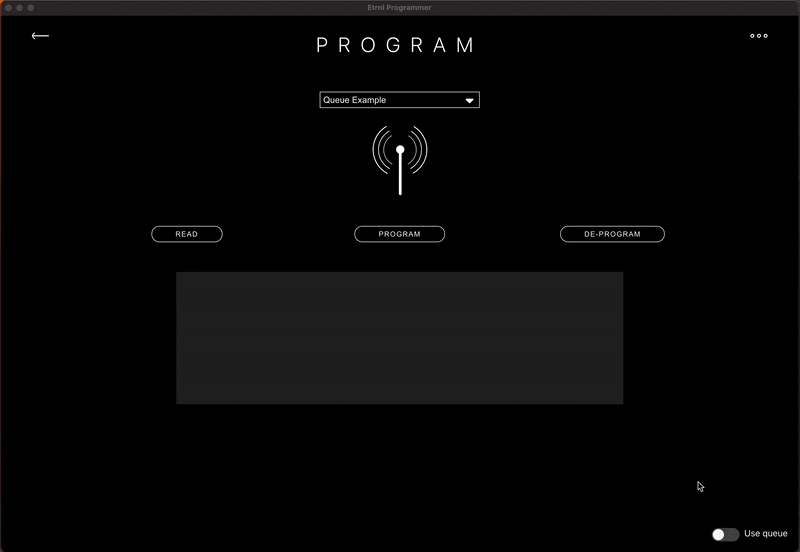 Etrnl Programmer
PROGRAM
Queue Example
READ
PROGRAM
DE-PROGRAM
Use queue